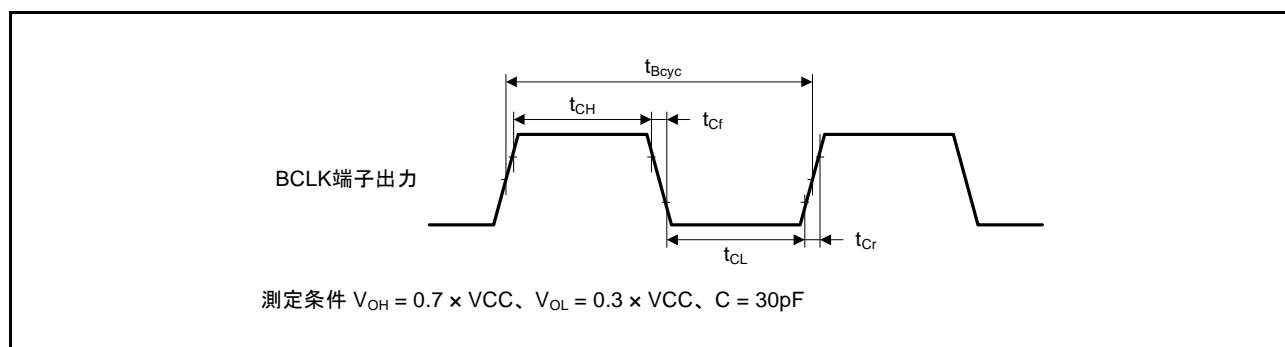 tBcyc
tCH
tCf
BCLK端子出力
tCL
tCr
測定条件 VOH = 0.7 × VCC、VOL = 0.3 × VCC、C = 30pF